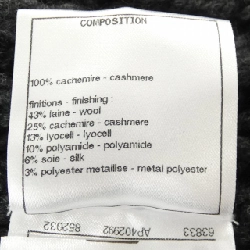 COMPOSITION
100% cachemire - cashmere
finitions - finishing
43% laine - wool
25% cachemire - cashmere
13% lyocell - lyocell
10% polyamide - polyamide
6% soie - silk
3% polyester metallise - metal polyester
63833
AP402992
862032